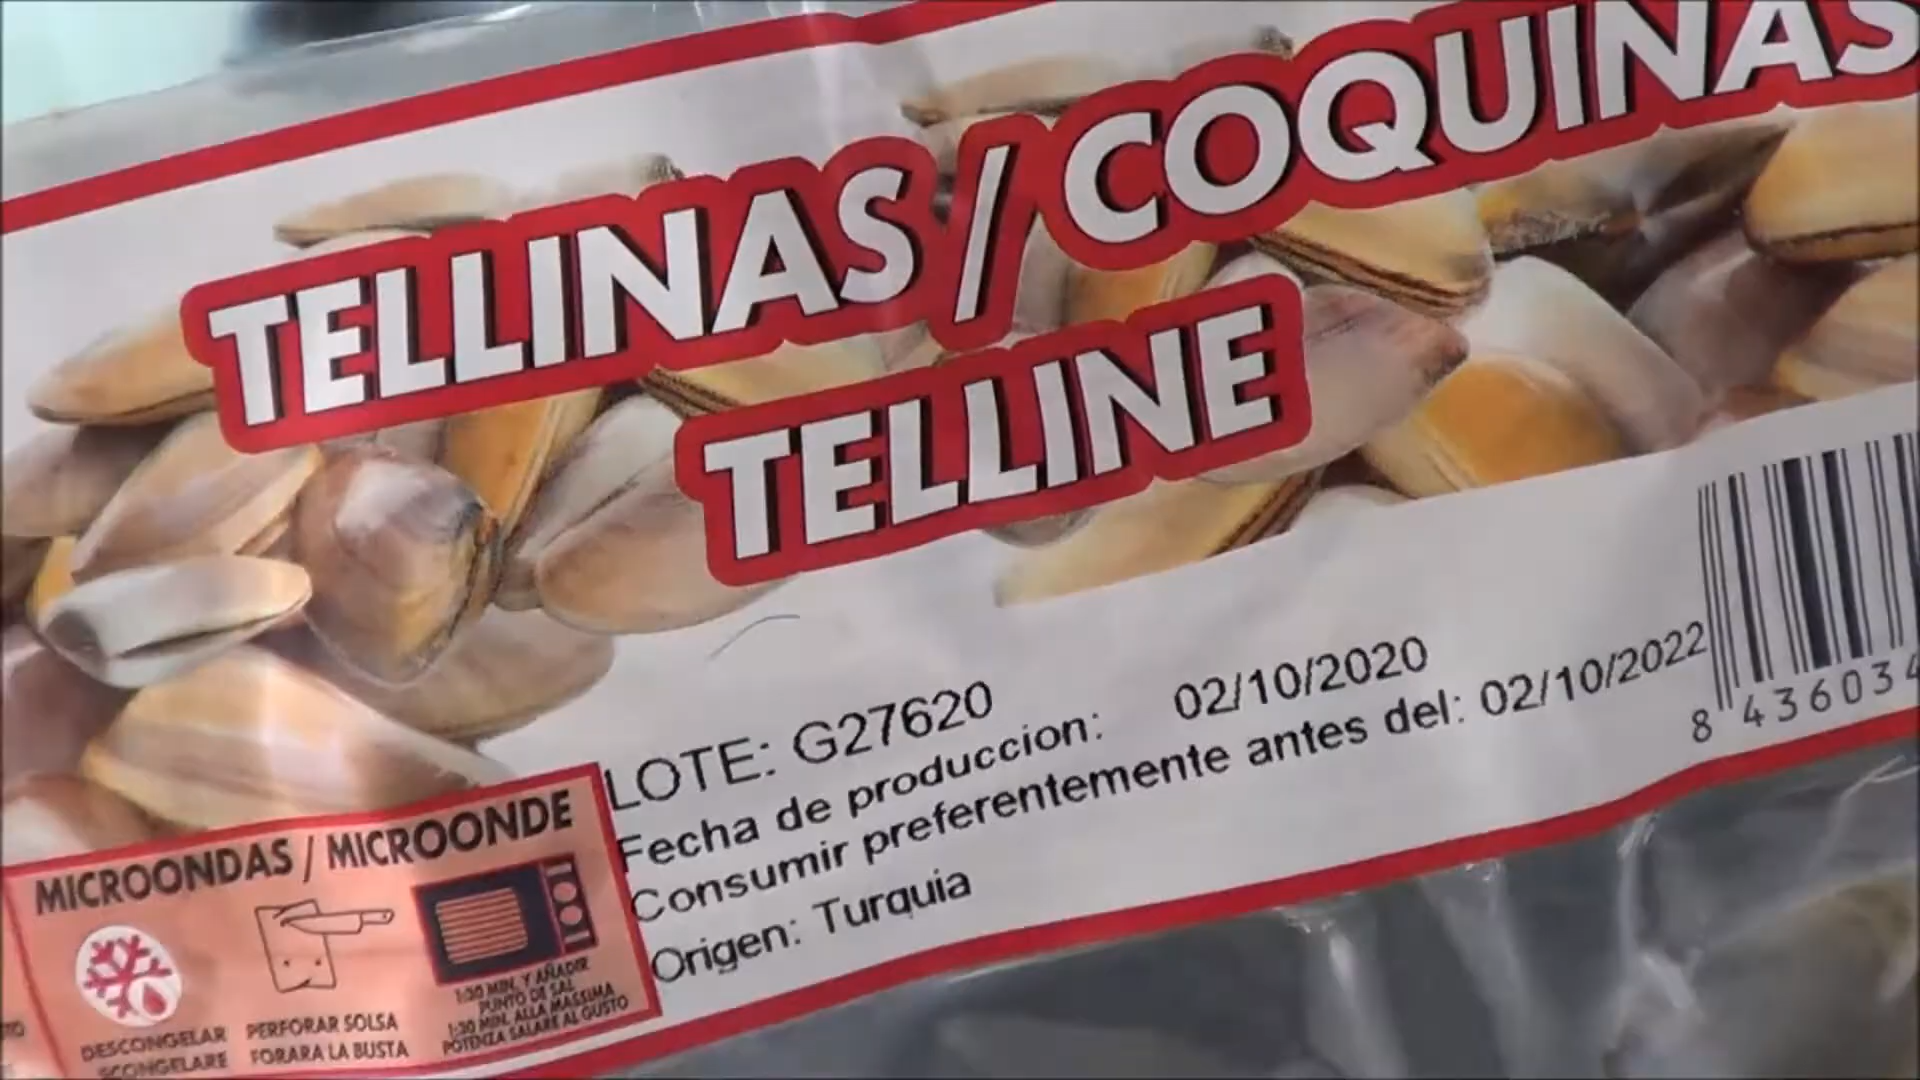 TELLINAS / COQUINAS
TELLINE
LOTE: G27620
Fecha de produccion: 02/10/2020
Consumir preferentemente antes del: 02/10/2022
Origen: Turquia
8 436034
MICROONDAS / MICROONDE
DESCONGELAR
SCONGELARE
PERFORAR SOLSA
FORARA LA BUSTA
1:30 MIN. Y AÑADIR
PUNTO DE SAL
1:30 MIN. ALLA MASSIMA
POTENZA SALARE AL GUSTO